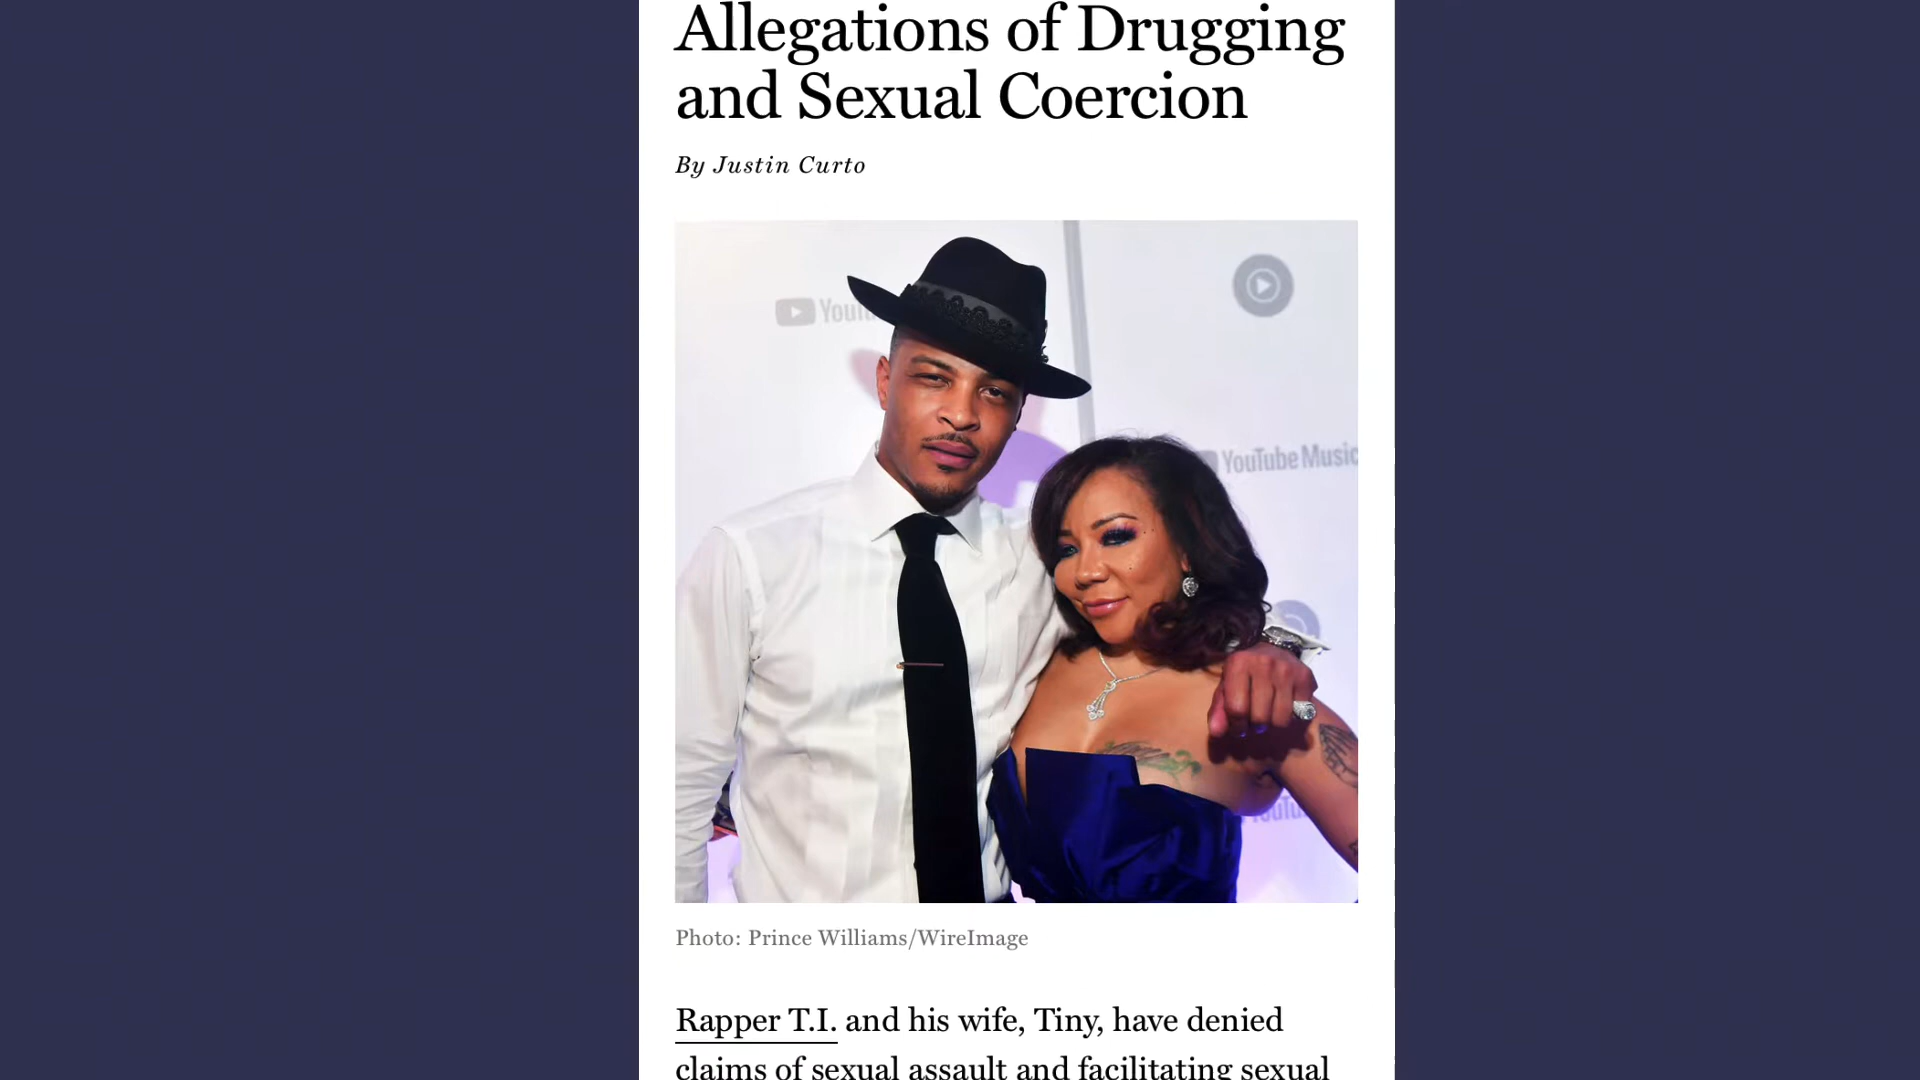 Allegations of Drugging
and Sexual Coercion
By Justin Curto
YouTube Music
Photo: Prince Williams/WireImage
Rapper T.I. and his wife, Tiny, have denied
claims of sexual assault and facilitating sexual